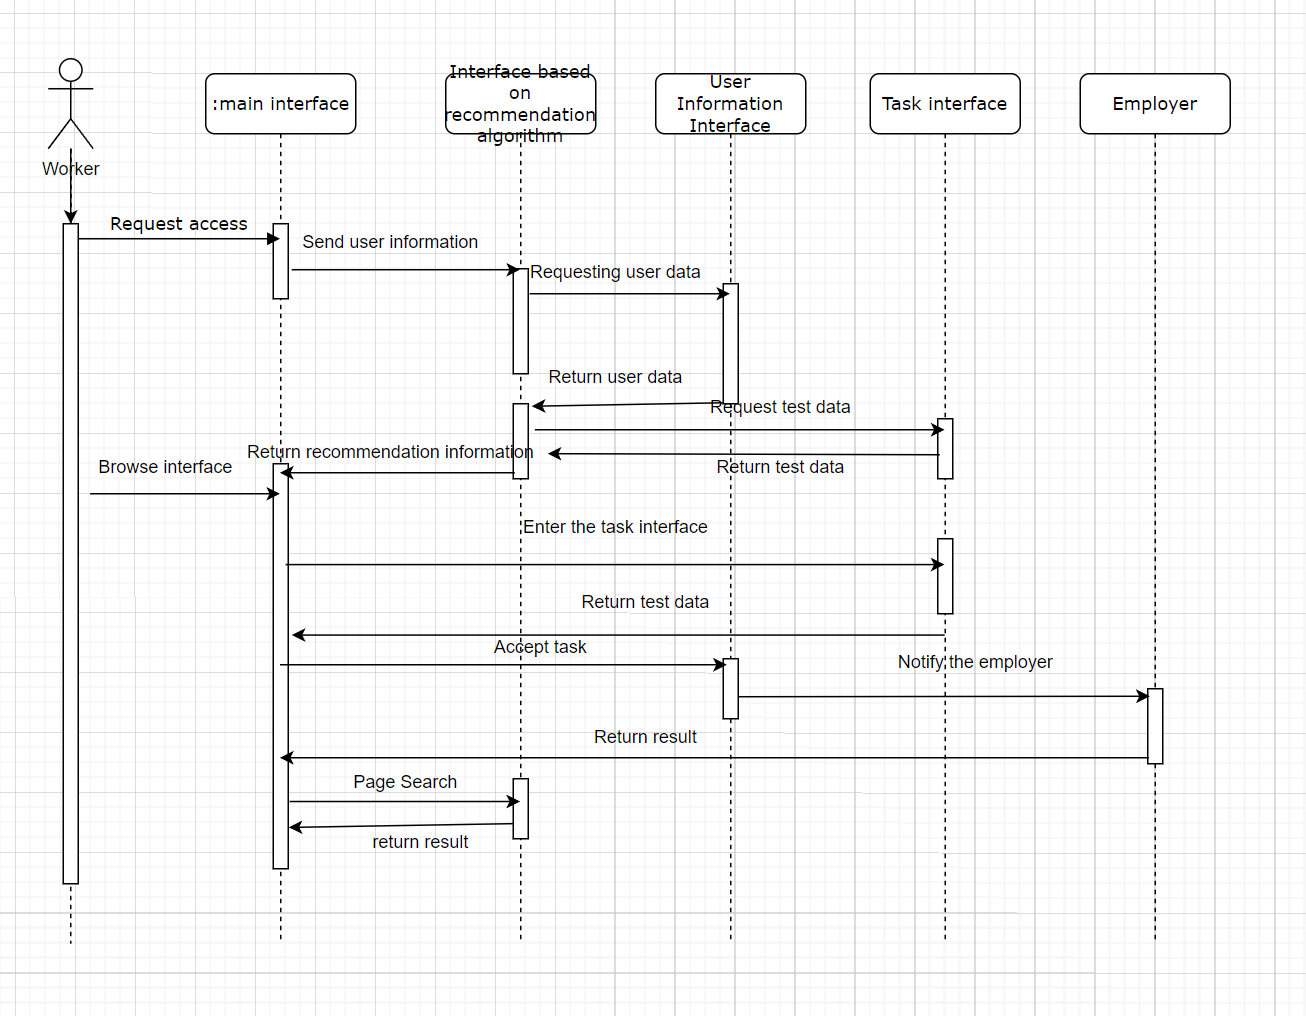 Worker
:main interface
Interface based
on
recommendation
algorithm
User
Information
Interface
Task interface
Employer
Request access
Send user information
Requesting user data
Return user data
Request test data
Return recommendation information
Browse interface
Return test data
Enter the task interface
Return test data
Accept task
Notify the employer
Return result
Page Search
return result